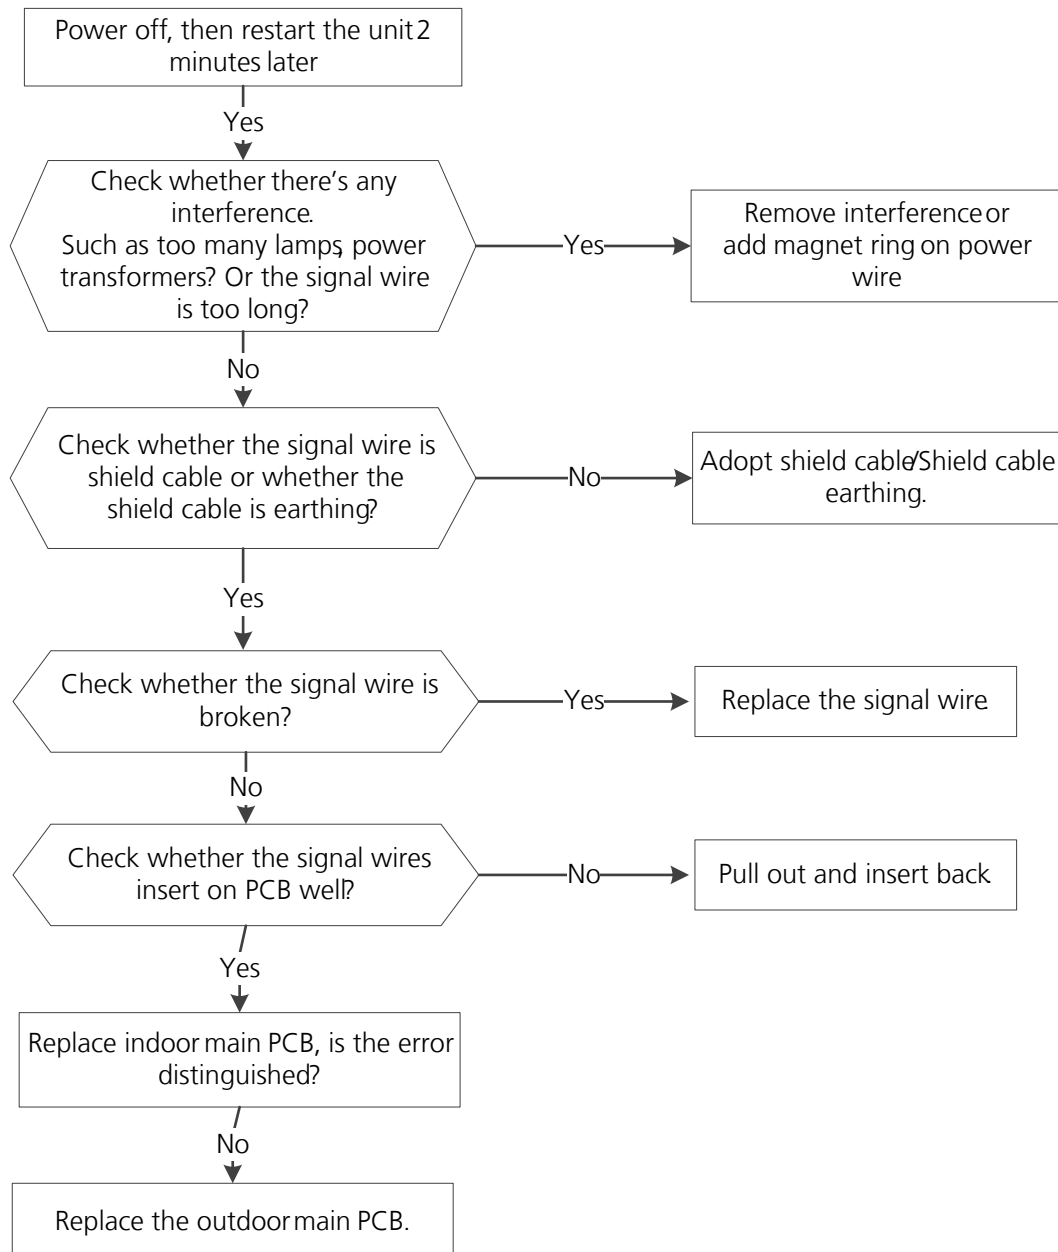 Power off, then restart the unit 2
minutes later
Yes
Check whether there's any
interference.
Such as too many lamps, power
transformers? Or the signal wire
is too long?
Yes
Remove interference or
add magnet ring on power
wire
No
Check whether the signal wire is
shield cable or whether the
shield cable is earthing?
No
Adopt shield cable/Shield cable
earthing.
Yes
Check whether the signal wire is
broken?
Yes
Replace the signal wire.
No
Check whether the signal wires
insert on PCB well?
No
Pull out and insert back.
Yes
Replace indoor main PCB, is the error
distinguished?
No
Replace the outdoor main PCB.